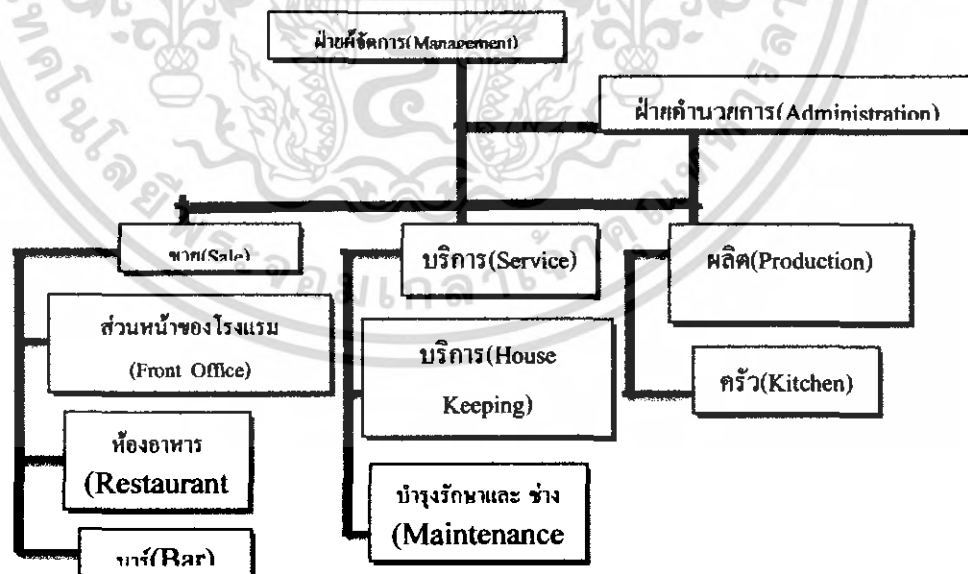 ฝ่ายผู้จัดการ(Management)
ฝ่ายอำนวยการ(Administration)
ขาย(Sale)
บริการ(Service)
ผลิต(Production)
ส่วนหน้าของโรงแรม
(Front Office)
บริการ(House
Keeping)
ครัว(Kitchen)
ห้องอาหาร
(Restaurant
บำรุงรักษาและ ช่าง
(Maintenance
บาร์(Bar)